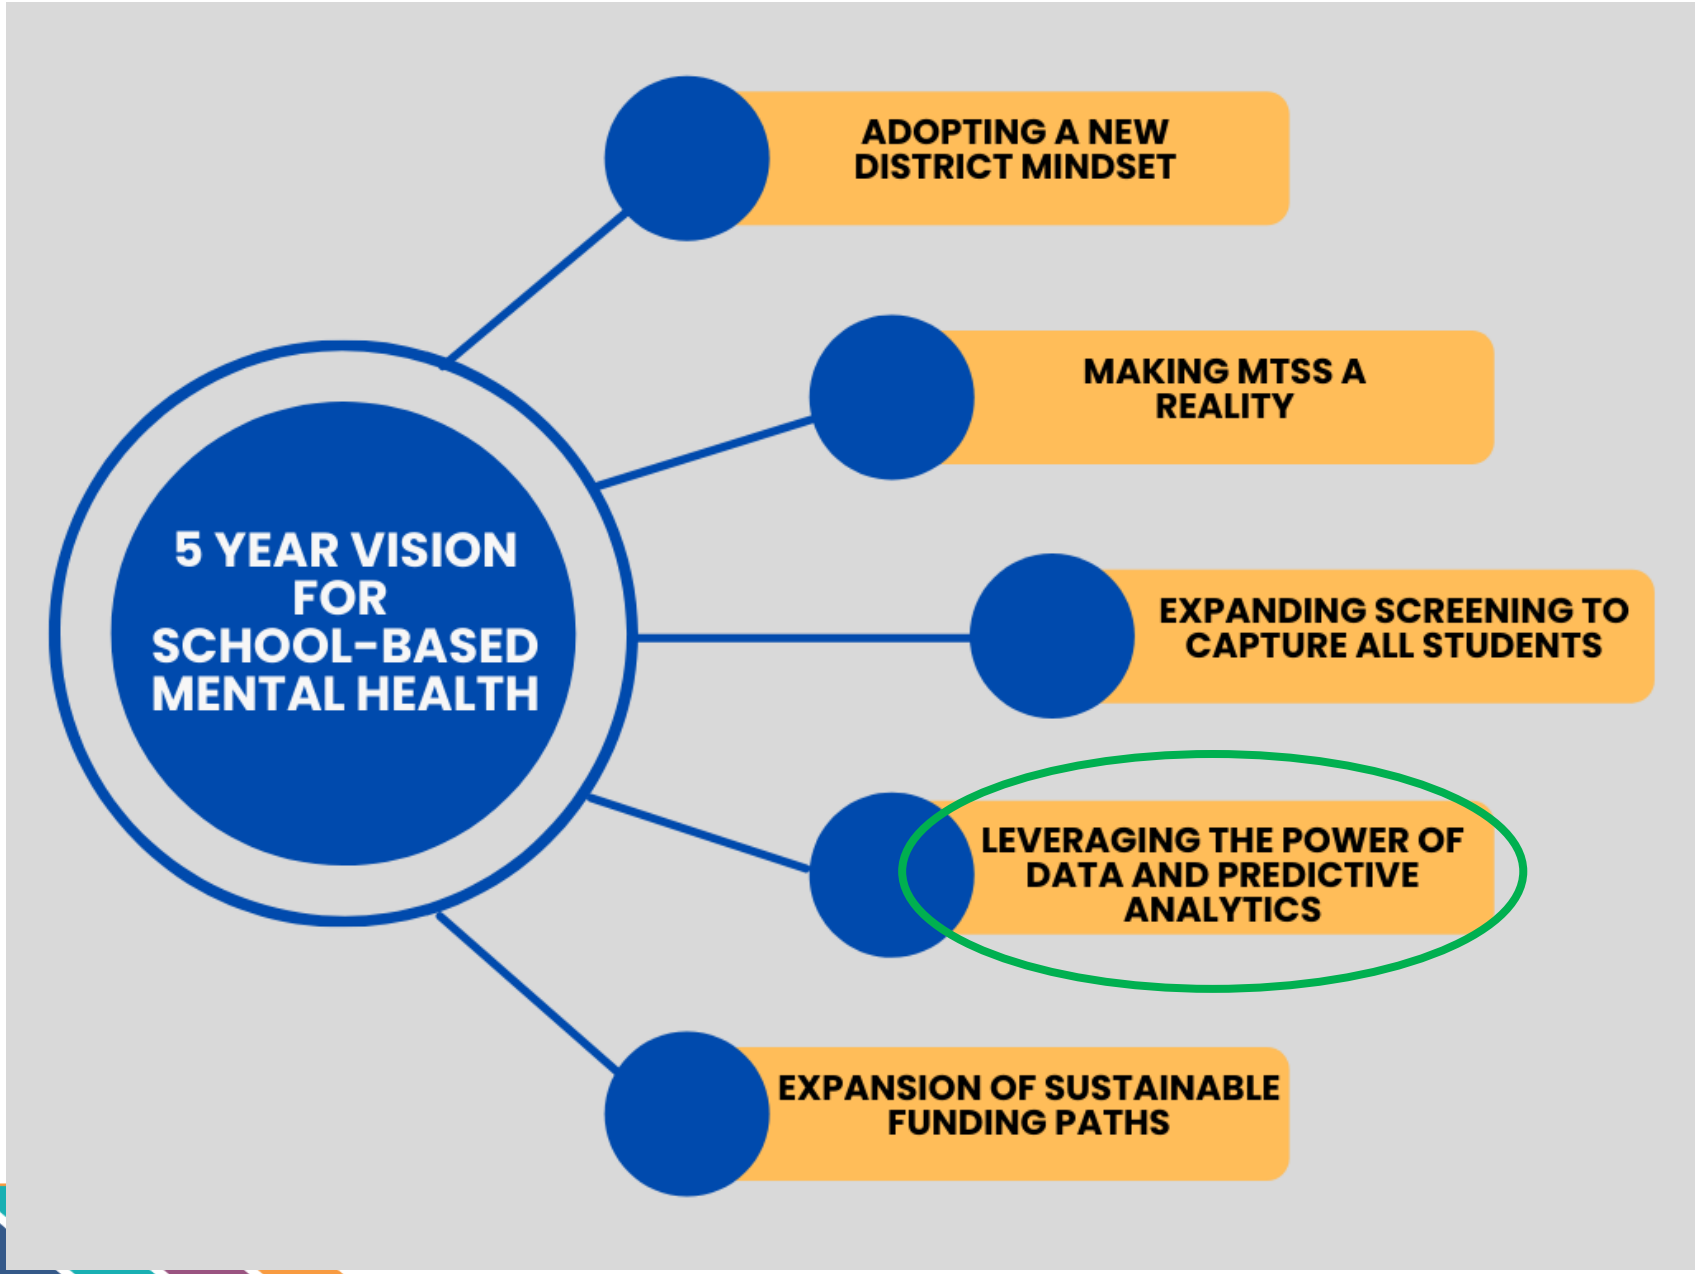 ADOPTING A NEW
DISTRICT MINDSET
MAKING MTSS A
REALITY
5 YEAR VISION
FOR
SCHOOL-BASED
MENTAL HEALTH
EXPANDING SCREENING TO
CAPTURE ALL STUDENTS
LEVERAGING THE POWER OF
DATA AND PREDICTIVE
ANALYTICS
EXPANSION OF SUSTAINABLE
FUNDING PATHS